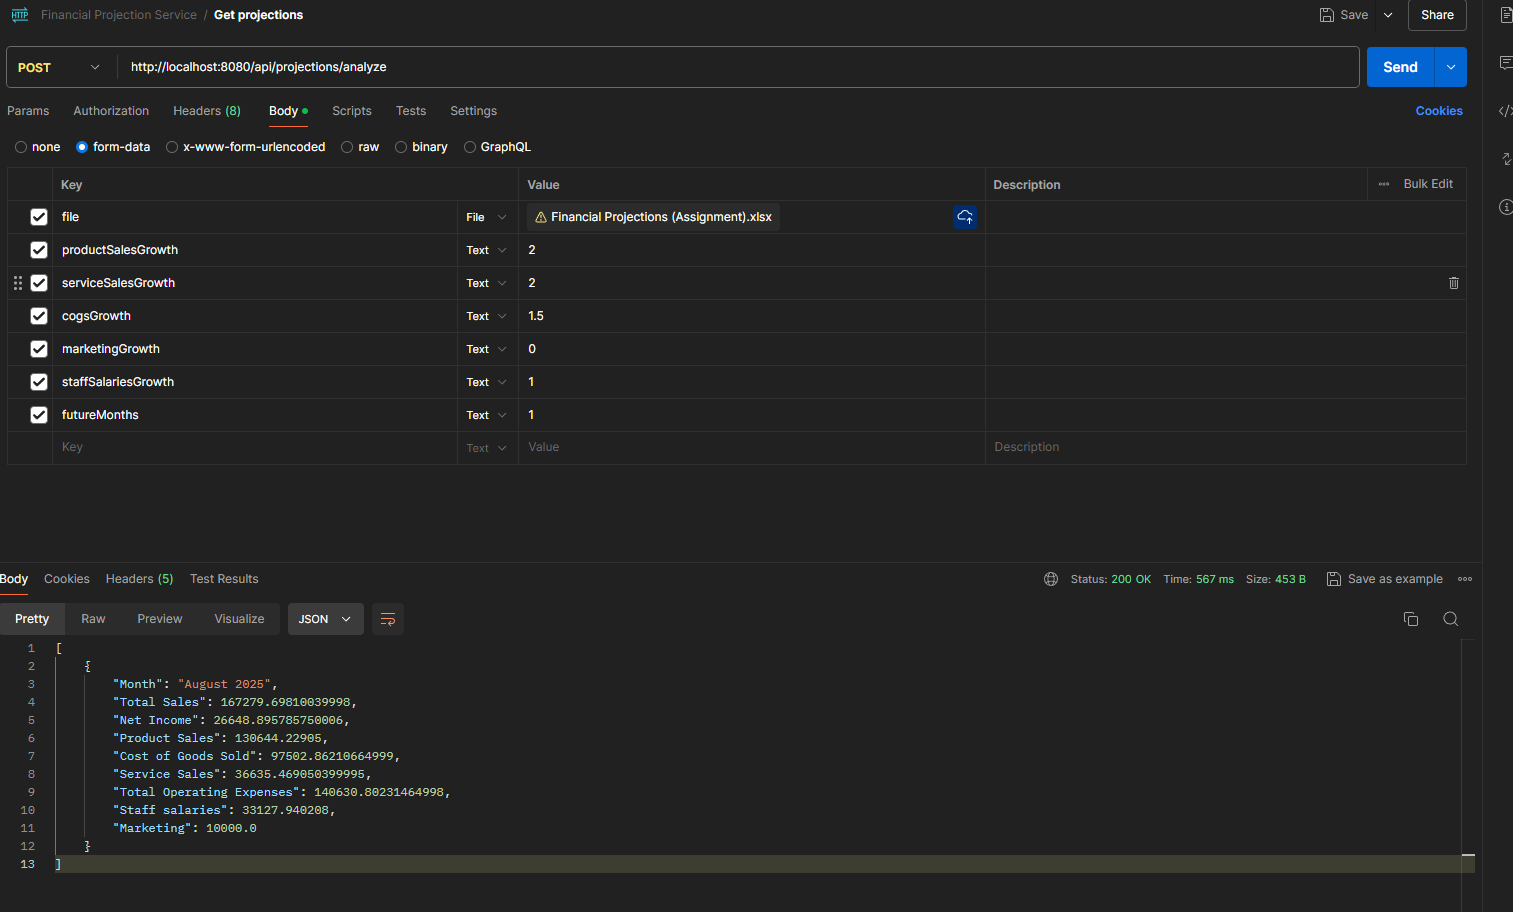 HTTP Financial Projection Service / Get projections Save Share
POST http://localhost:8080/api/projections/analyze Send
Params Authorization Headers (8) Body Scripts Tests Settings Cookies
none form-data x-www-form-urlencoded raw binary GraphQL
Key Value Description Bulk Edit
file File Financial Projections (Assignment).xlsx
productSalesGrowth Text 2
serviceSalesGrowth Text 2
cogsGrowth Text 1.5
marketingGrowth Text 0
staffSalariesGrowth Text 1
futureMonths Text 1
Key Text Value Description
Body Cookies Headers (5) Test Results Status: 200 OK Time: 567 ms Size: 453 B Save as example
Pretty Raw Preview Visualize JSON
1 [
2 {
3 "Month": "August 2025",
4 "Total Sales": 167279.69810039998,
5 "Net Income": 26648.895785750006,
6 "Product Sales": 130644.22905,
7 "Cost of Goods Sold": 97502.86210664999,
8 "Service Sales": 36635.469050399995,
9 "Total Operating Expenses": 140630.80231464998,
10 "Staff salaries": 33127.940208,
11 "Marketing": 10000.0
12 }
13 ]